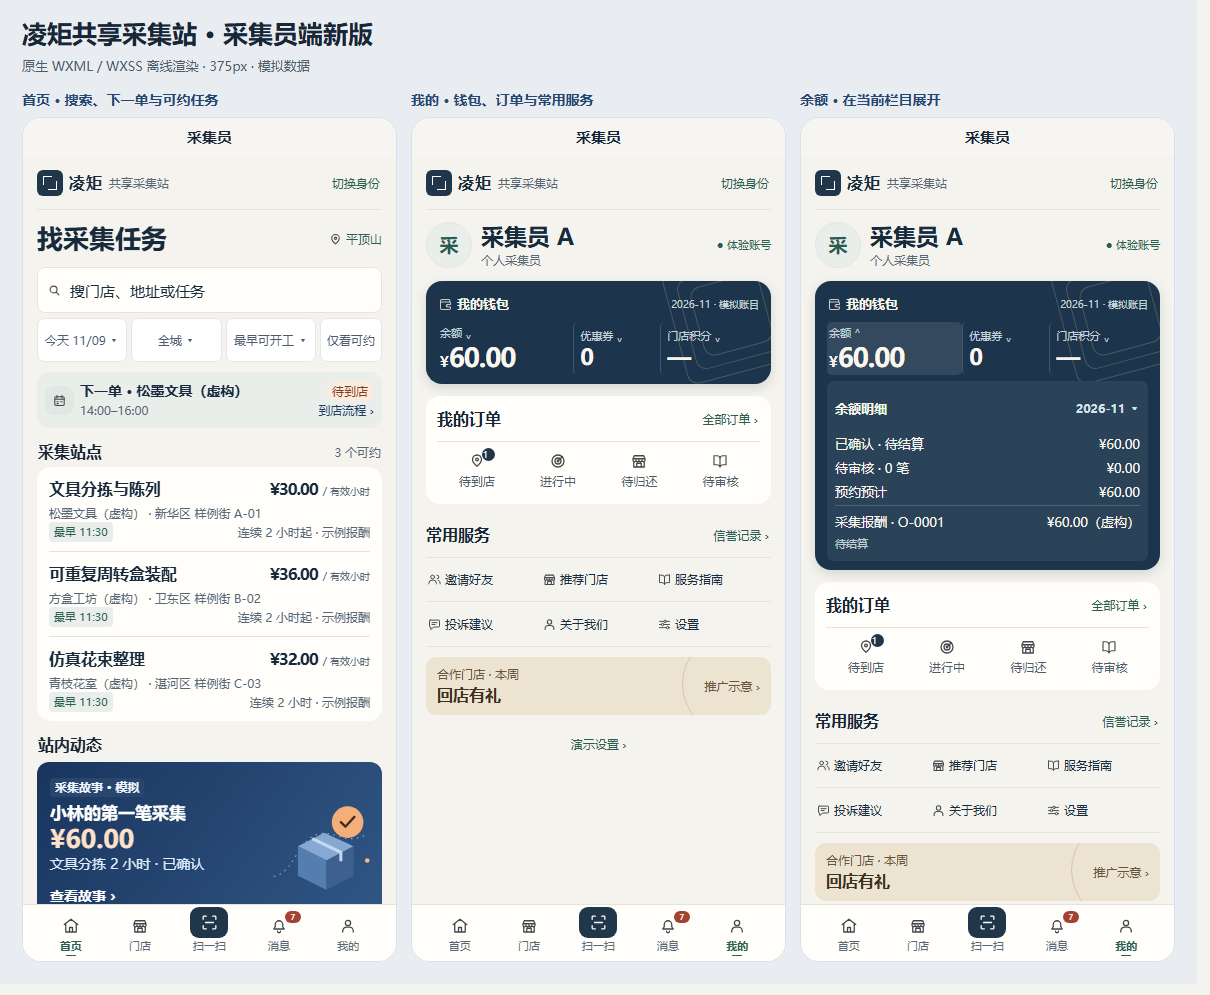 凌矩共享采集站 · 采集员端新版
原生 WXML / WXSS 离线渲染 · 375px · 模拟数据
首页 · 搜索、下一单与可约任务
采集员
凌矩 共享采集站 切换身份
找采集任务 平顶山
搜门店、地址或任务
今天 11/09 全城 最早可开工 仅看可约
下一单 · 松墨文具（虚构） 待到店
14:00–16:00 到店流程 ›
采集站点 3 个可约
文具分拣与陈列 ¥30.00 / 有效小时
松墨文具（虚构） · 新华区 样例街 A-01
最早 11:30 连续 2 小时起 · 示例报酬
可重复周转盒装配 ¥36.00 / 有效小时
方盒工坊（虚构） · 卫东区 样例街 B-02
最早 11:30 连续 2 小时起 · 示例报酬
仿真花束整理 ¥32.00 / 有效小时
青枝花室（虚构） · 湛河区 样例街 C-03
最早 11:30 连续 2 小时 · 示例报酬
站内动态
采集故事 · 模拟
小林的第一笔采集
¥60.00
文具分拣 2 小时 · 已确认
查看故事 ›
7
首页 门店 扫一扫 消息 我的
我的 · 钱包、订单与常用服务
采集员
凌矩 共享采集站 切换身份
采 采集员 A
个人采集员 • 体验账号
我的钱包 2026-11 · 模拟账目
余额 优惠券 门店积分
¥60.00 0 —
我的订单 全部订单 ›
1
待到店 进行中 待归还 待审核
常用服务 信誉记录 ›
邀请好友 推荐门店 服务指南
投诉建议 关于我们 设置
合作门店 · 本周
回店有礼 推广示意 ›
演示设置 ›
7
首页 门店 扫一扫 消息 我的
余额 · 在当前栏目展开
采集员
凌矩 共享采集站 切换身份
采 采集员 A
个人采集员 • 体验账号
我的钱包 2026-11 · 模拟账目
余额 优惠券 门店积分
¥60.00 0 —
余额明细 2026-11
已确认 · 待结算 ¥60.00
待审核 · 0 笔 ¥0.00
预约预计 ¥60.00
采集报酬 · O-0001 ¥60.00（虚构）
待结算
我的订单 全部订单 ›
1
待到店 进行中 待归还 待审核
常用服务 信誉记录 ›
邀请好友 推荐门店 服务指南
投诉建议 关于我们 设置
合作门店 · 本周
回店有礼 推广示意 ›
7
首页 门店 扫一扫 消息 我的